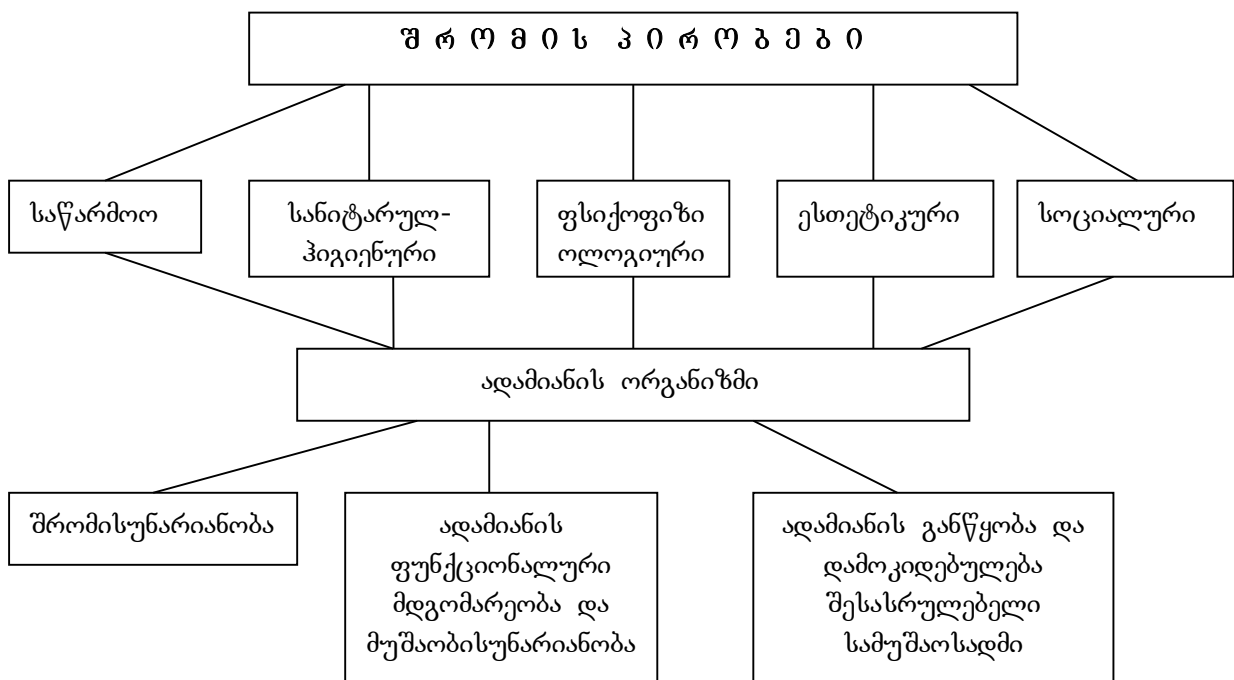 შ რ ო მ ი ს პ ი რ ო ბ ე ბ ი
საწარმოო
სანიტარულ-
ჰიგიენური
ფსიქოფიზი
ოლოგიური
ესთეტიკური
სოციალური
ადამიანის ორგანიზმი
შრომისუნარიანობა
ადამიანის
ფუნქციონალური
მდგომარეობა და
მუშაობისუნარიანობა
ადამიანის განწყობა და
დამოკიდებულება
შესასრულებელი
სამუშაოსადმი